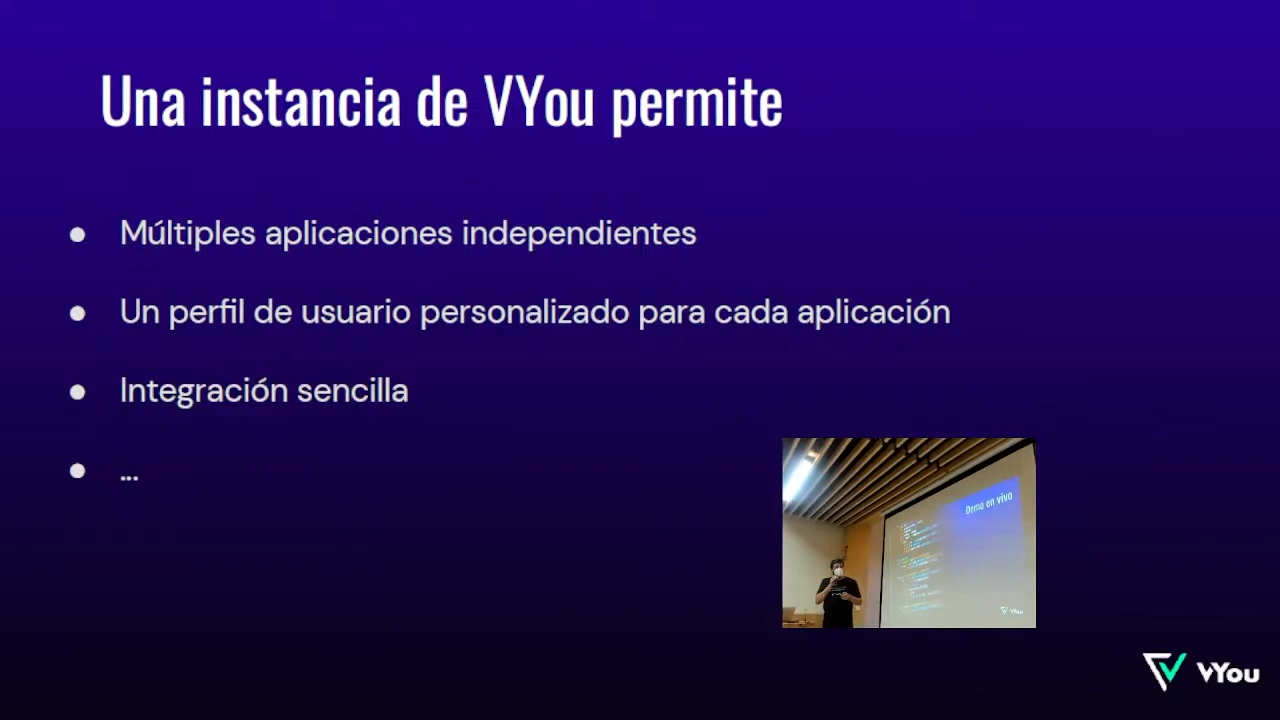 Una instancia de VYou permite
● Múltiples aplicaciones independientes
● Un perfil de usuario personalizado para cada aplicación
● Integración sencilla
● ...
Demo en vivo
VYou
VYou